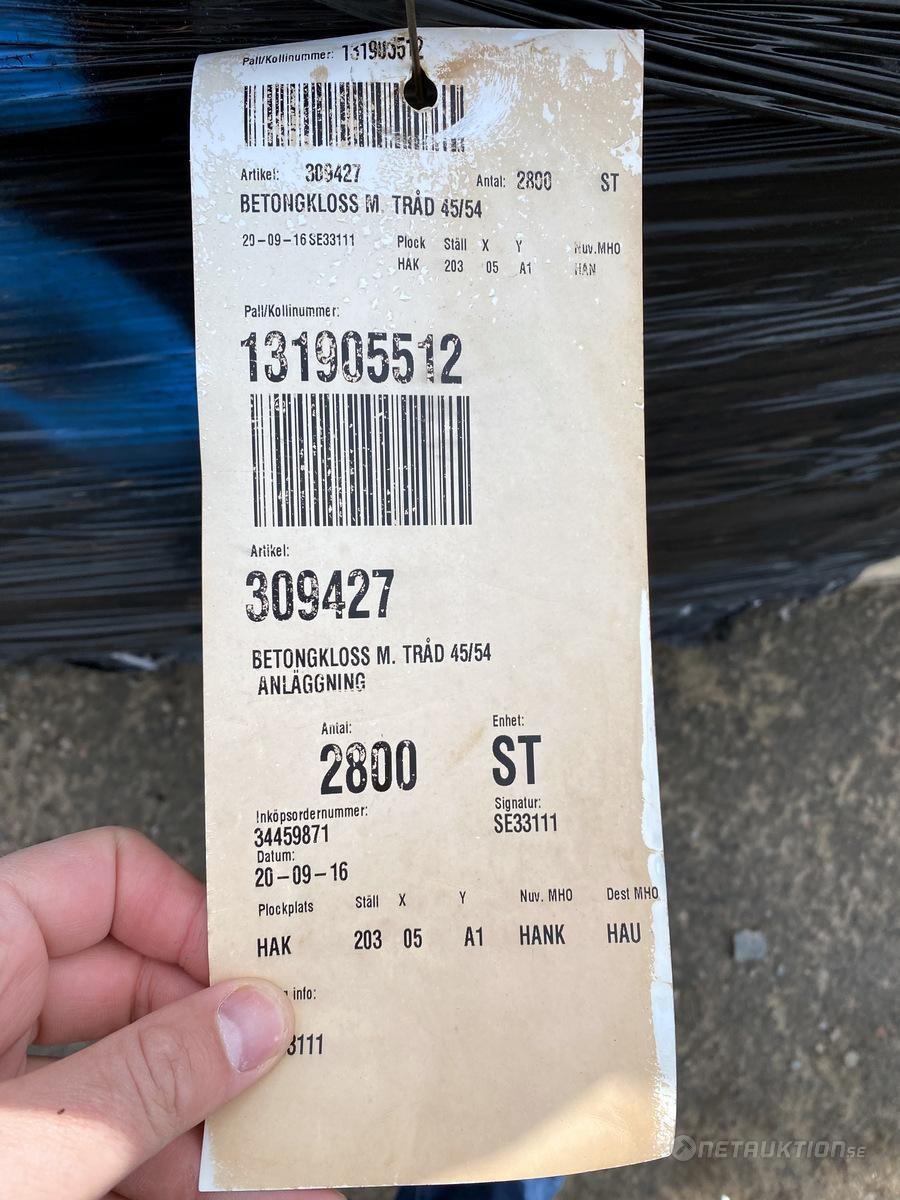 Pall/Kollinummer: 131905512
Artikel: 309427 Antal: 2800 ST
BETONGKLOSS M. TRÅD 45/54
20-09-16 SE33111 Plock Ställ X Y Nuv.MHO
HAK 203 05 A1 HAN
Pall/Kollinummer:
131905512
Artikel:
309427
BETONGKLOSS M. TRÅD 45/54
ANLÄGGNING
Antal: Enhet:
2800 ST
Inköpsordernummer: Signatur:
34459871 SE33111
Datum:
20-09-16
Plockplats Ställ X Y Nuv. MHO Dest MHO
HAK 203 05 A1 HANK HAU
info:
3111
NETAUKTION.SE